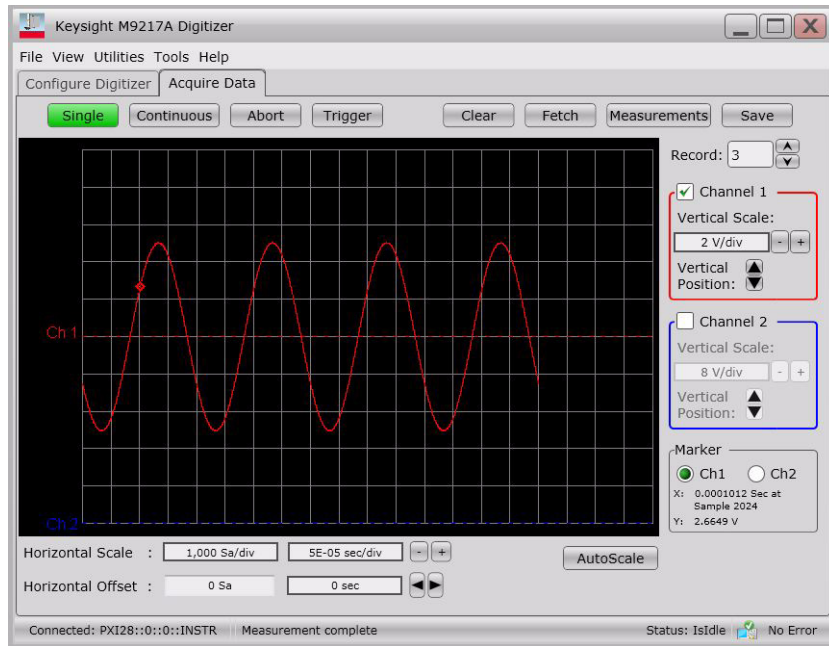 Keysight M9217A Digitizer
File View Utilities Tools Help
Configure Digitizer Acquire Data
Single Continuous Abort Trigger Clear Fetch Measurements Save
Record: 3
Channel 1
Vertical Scale:
2 V/div - +
Vertical
Position:
Ch 1
Channel 2
Vertical Scale:
8 V/div - +
Vertical
Position:
Marker
Ch1 Ch2
X: 0.0001012 Sec at
Sample 2024
Y: 2.6649 V
Ch 2
Horizontal Scale : 1,000 Sa/div 5E-05 sec/div - +
AutoScale
Horizontal Offset : 0 Sa 0 sec
Connected: PXI28::0::0::INSTR Measurement complete Status: IsIdle No Error